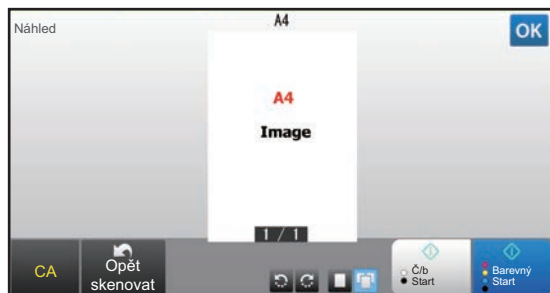 Náhled
A4
OK
A4
Image
1 / 1
CA
Opět
skenovat
Č/b
Start
Barevný
Start